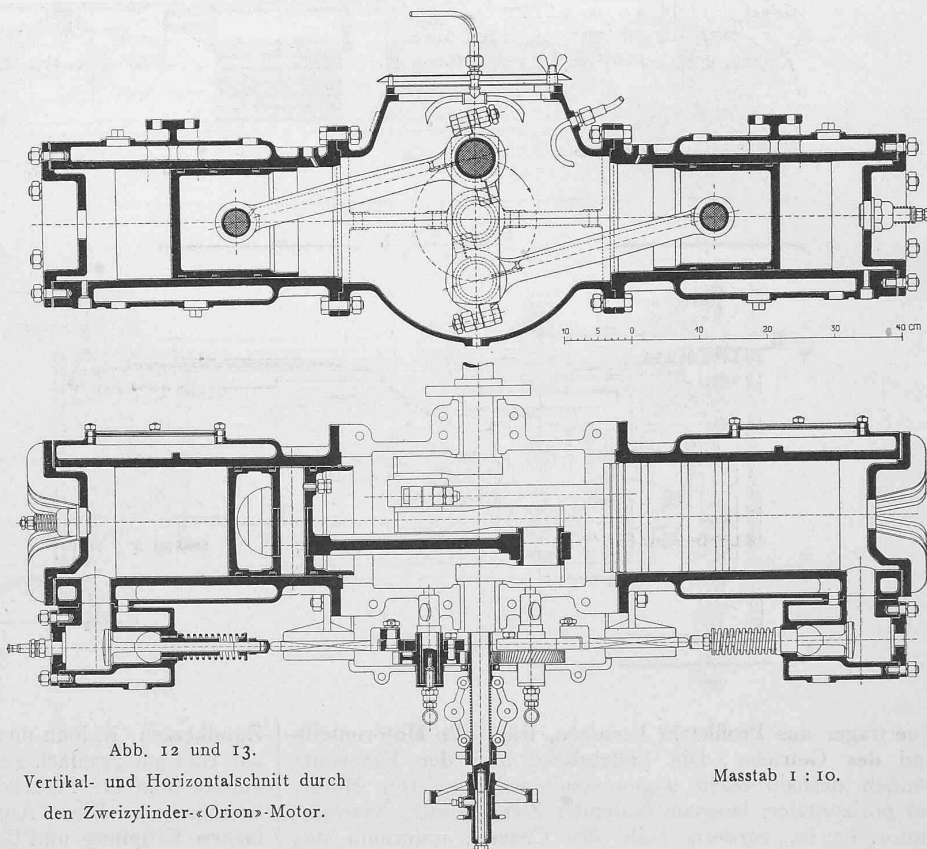 10 5 0 10 20 30 40 cm
Abb. 12 und 13.
Vertikal- und Horizontalschnitt durch
den Zweizylinder-«Orion»-Motor.
Masstab 1 : 10.